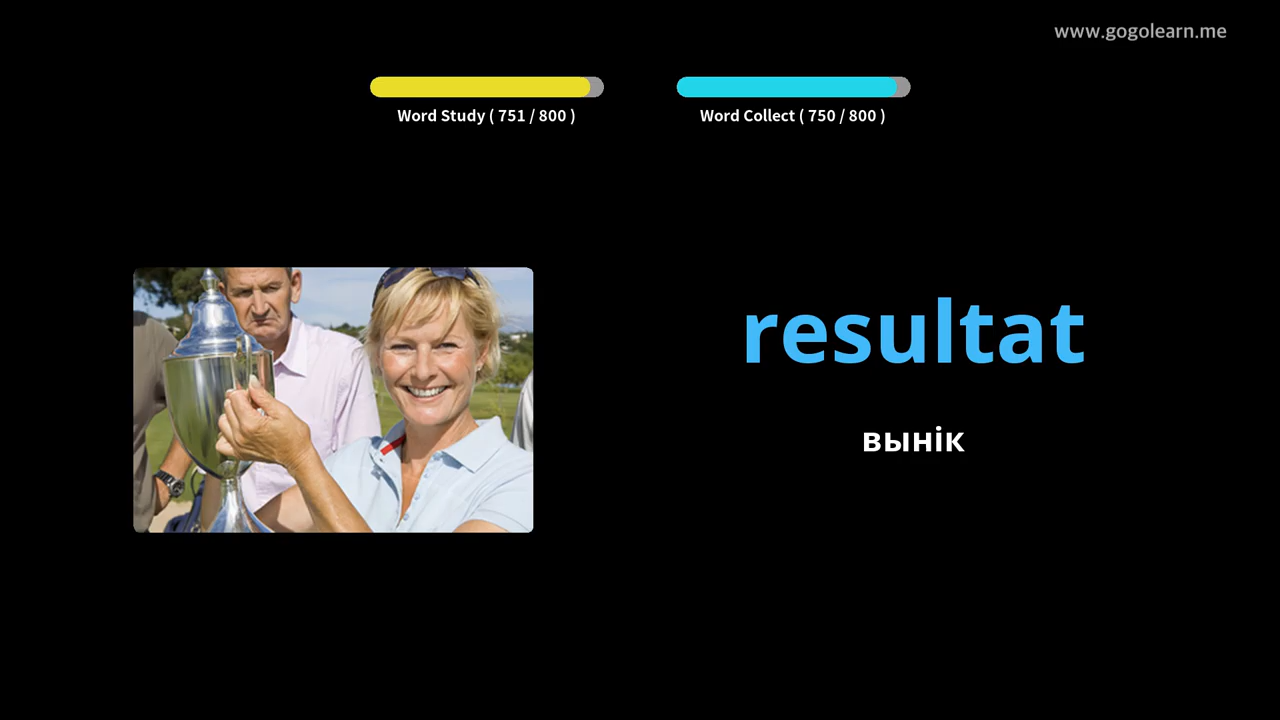 www.gogolearn.me
Word Study ( 751 / 800 )
Word Collect ( 750 / 800 )
resultat
вынік